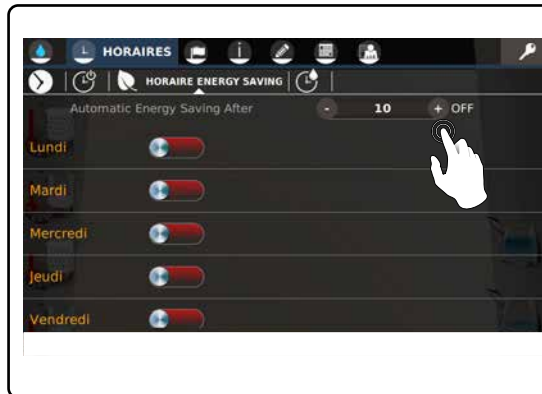 HORAIRES
HORAIRE ENERGY SAVING
Automatic Energy Saving After - 10 + OFF
Lundi
Mardi
Mercredi
Jeudi
Vendredi